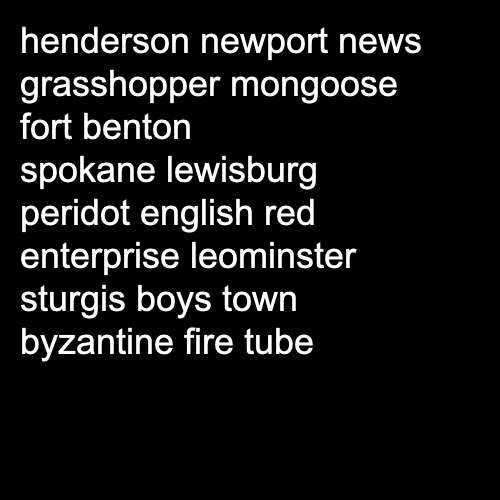 henderson newport news
grasshopper mongoose
fort benton
spokane lewisburg
peridot english red
enterprise leominster
sturgis boys town
byzantine fire tube